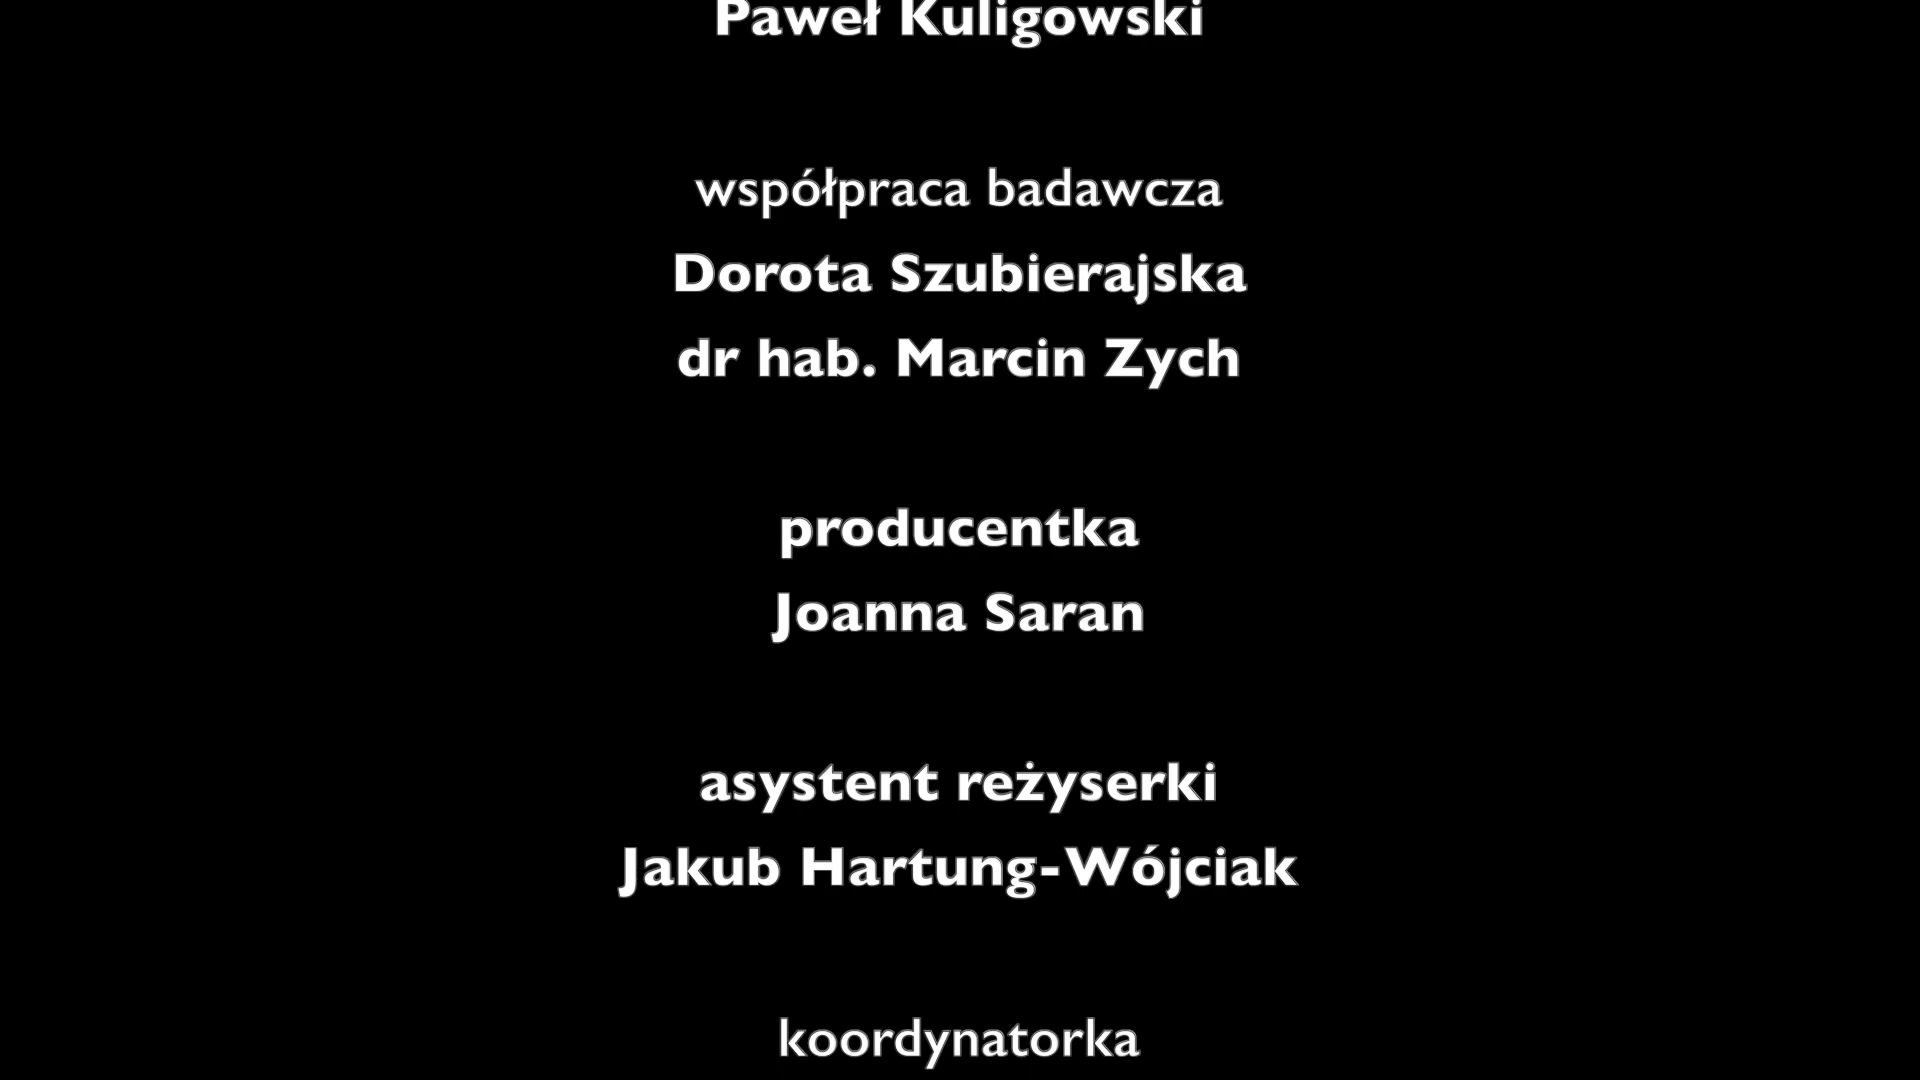 Paweł Kuligowski
współpraca badawcza
Dorota Szubierajska
dr hab. Marcin Zych
producentka
Joanna Saran
asystent reżyserki
Jakub Hartung-Wójciak
koordynatorka